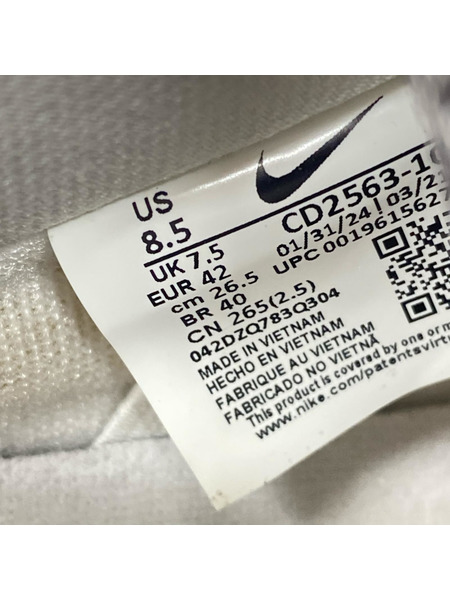 US
8.5
UK 7.5
EUR 42
cm 26.5
BR 40
CN 265(2.5)
042DZQ783Q304
MADE IN VIETNAM
HECHO EN VIETNAM
FABRIQUE AU VIETNAM
FABRICADO NO VIETNÃ
This product is covered by one or
www.nike.com/patents
CD2563-1
01/31/24 | 03/2
UPC 0019615627